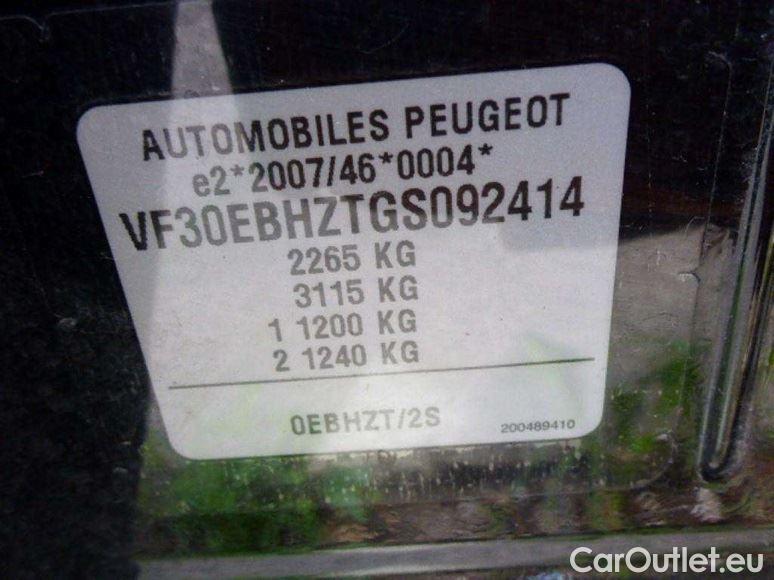 AUTOMOBILES PEUGEOT
e2*2007/46*0004*
VF30EBHZTGS092414
2265 KG
3115 KG
1 1200 KG
2 1240 KG
0EBHZT/2S
200489410
CarOutlet.eu